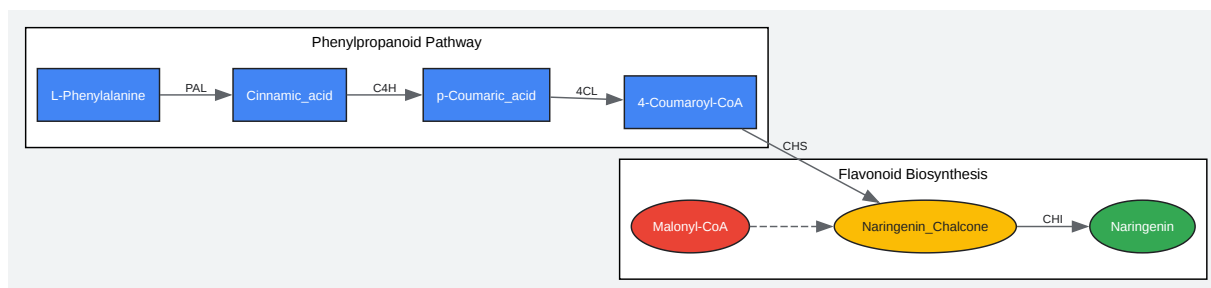 Phenylpropanoid Pathway
L-Phenylalanine
PAL
Cinnamic_acid
C4H
p-Coumaric_acid
4CL
4-Coumaroyl-CoA
CHS
Flavonoid Biosynthesis
Malonyl-CoA
Naringenin_Chalcone
CHI
Naringenin